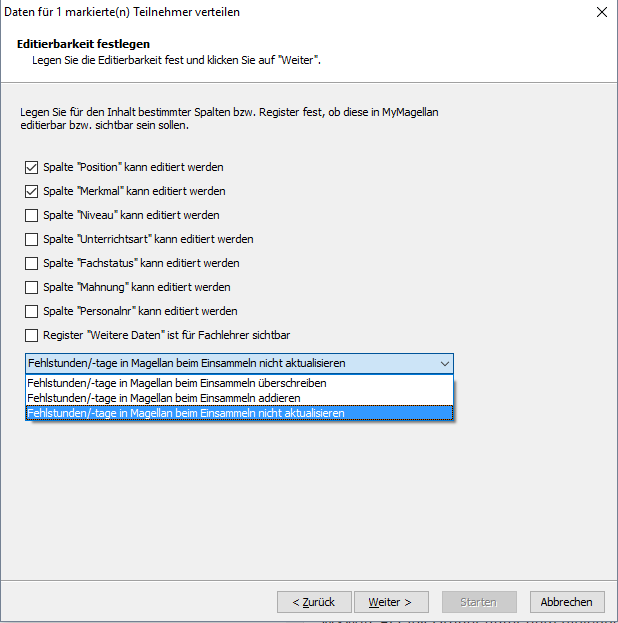 Daten für 1 markierte(n) Teilnehmer verteilen
Editierbarkeit festlegen
Legen Sie die Editierbarkeit fest und klicken Sie auf "Weiter".
Legen Sie für den Inhalt bestimmter Spalten bzw. Register fest, ob diese in MyMagellan
editierbar bzw. sichtbar sein sollen.
Spalte "Position" kann editiert werden
Spalte "Merkmal" kann editiert werden
Spalte "Niveau" kann editiert werden
Spalte "Unterrichtsart" kann editiert werden
Spalte "Fachstatus" kann editiert werden
Spalte "Mahnung" kann editiert werden
Spalte "Personalnr" kann editiert werden
Register "Weitere Daten" ist für Fachlehrer sichtbar
Fehlstunden/-tage in Magellan beim Einsammeln nicht aktualisieren
Fehlstunden/-tage in Magellan beim Einsammeln überschreiben
Fehlstunden/-tage in Magellan beim Einsammeln addieren
Fehlstunden/-tage in Magellan beim Einsammeln nicht aktualisieren
< Zurück Weiter > Starten Abbrechen